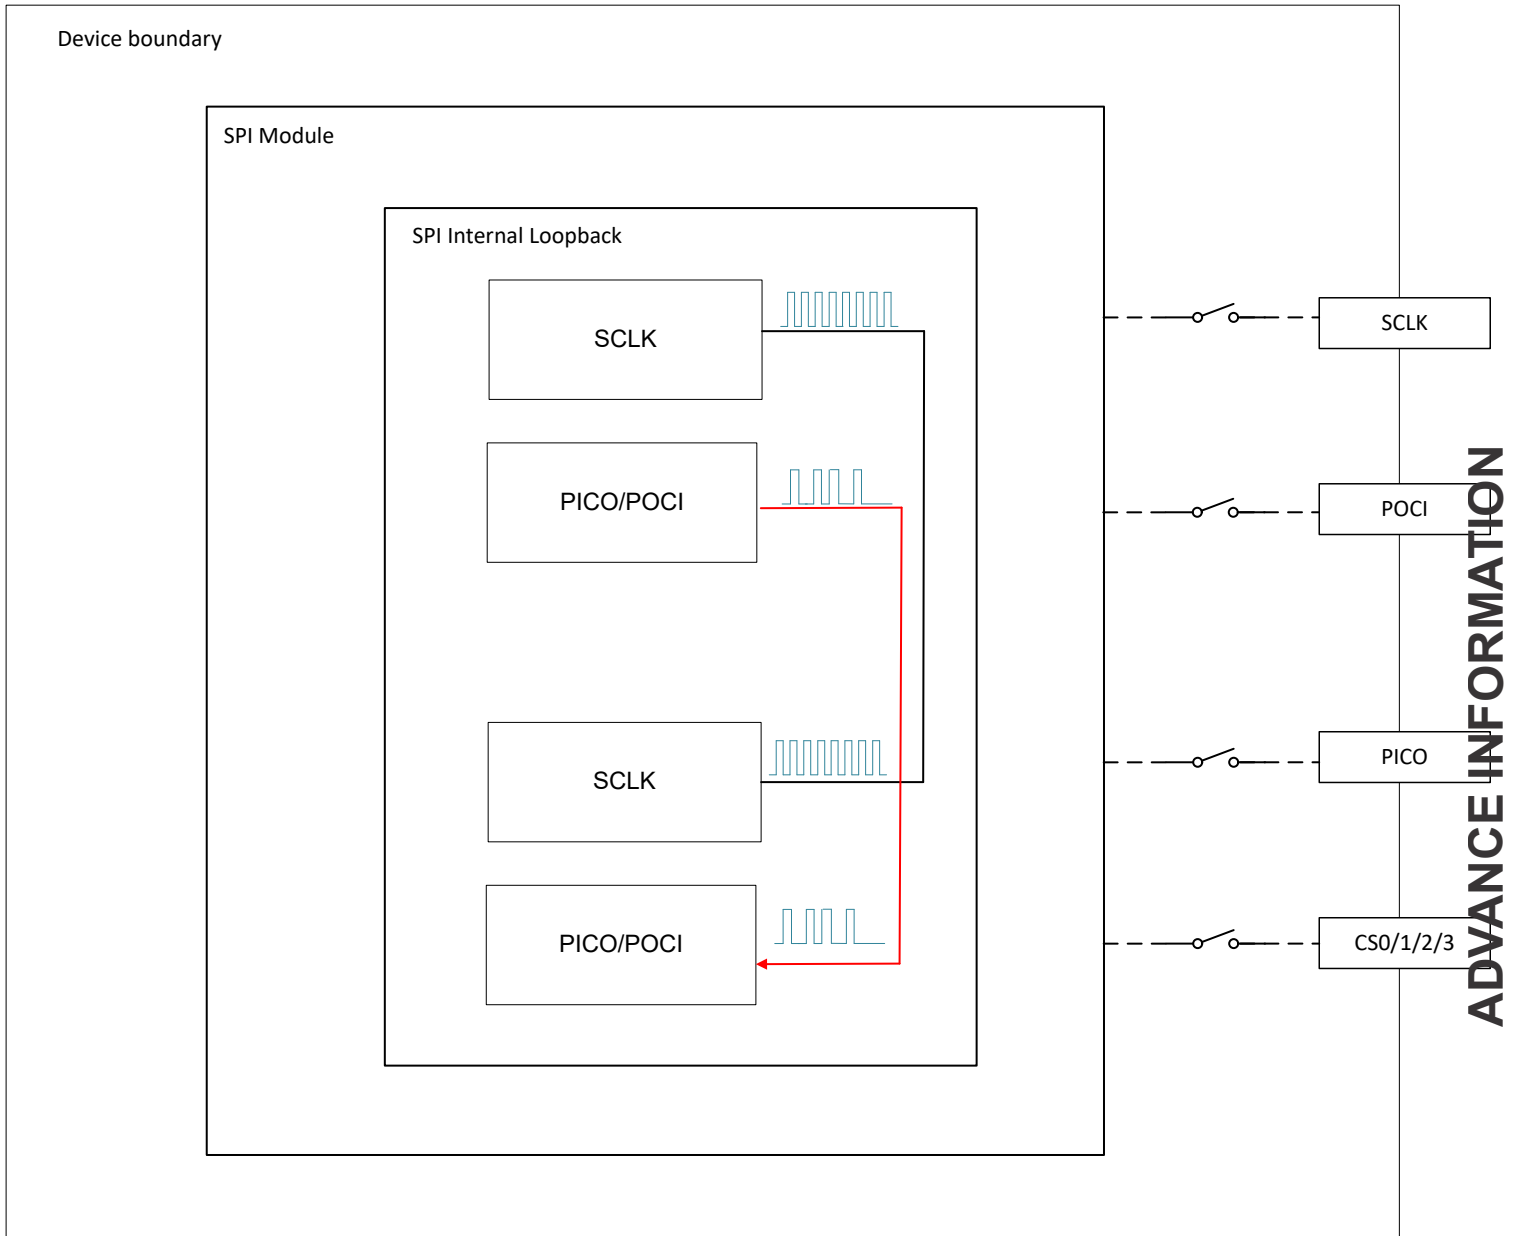 Device boundary
SPI Module
SPI Internal Loopback
SCLK
PICO/POCI
SCLK
PICO/POCI
SCLK
POCI
PICO
CS0/1/2/3
ADVANCE INFORMATION